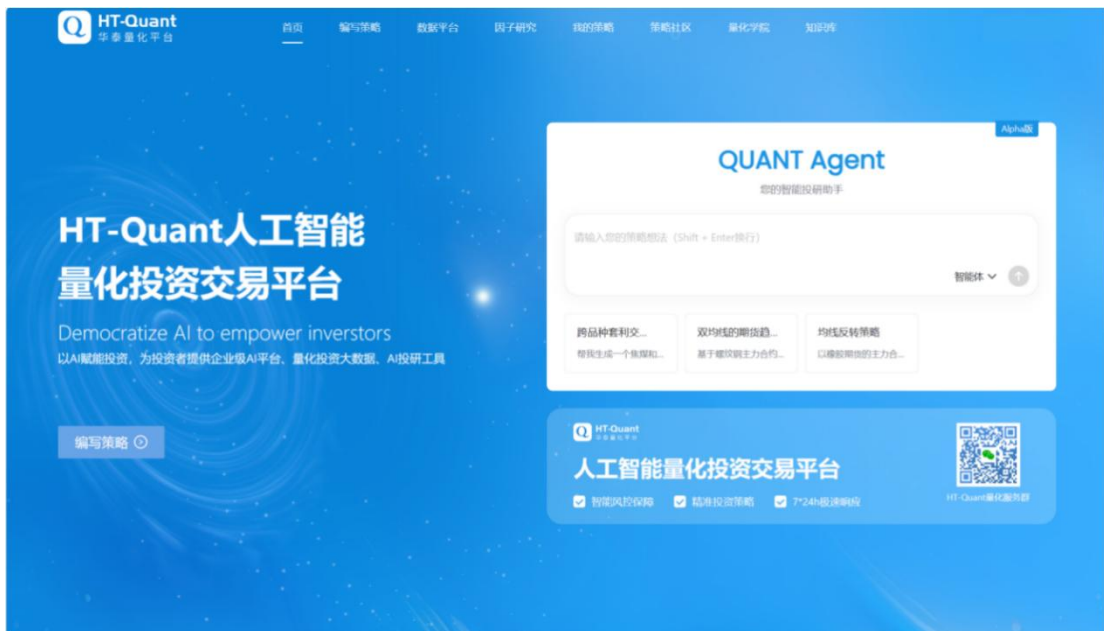 HT-Quant
华泰量化平台
首页 编写策略 数据平台 因子研究 我的策略 策略社区 量化学院 知识库
HT-Quant人工智能
量化投资交易平台
Democratize AI to empower inverstors
以AI赋能投资，为投资者提供企业级AI平台、量化投资大数据、AI投研工具
编写策略
Alpha版
QUANT Agent
您的智能投研助手
请输入您的策略想法（Shift + Enter换行）
智能体
跨品种套利交...
帮我生成一个焦煤和...
双均线的期货趋...
基于螺纹钢主力合约...
均线反转策略
以橡胶期货的主力合...
HT-Quant
华泰量化平台
人工智能量化投资交易平台
智能风控保障 精准投资策略 7*24h极速响应
HT-Quant量化服务群